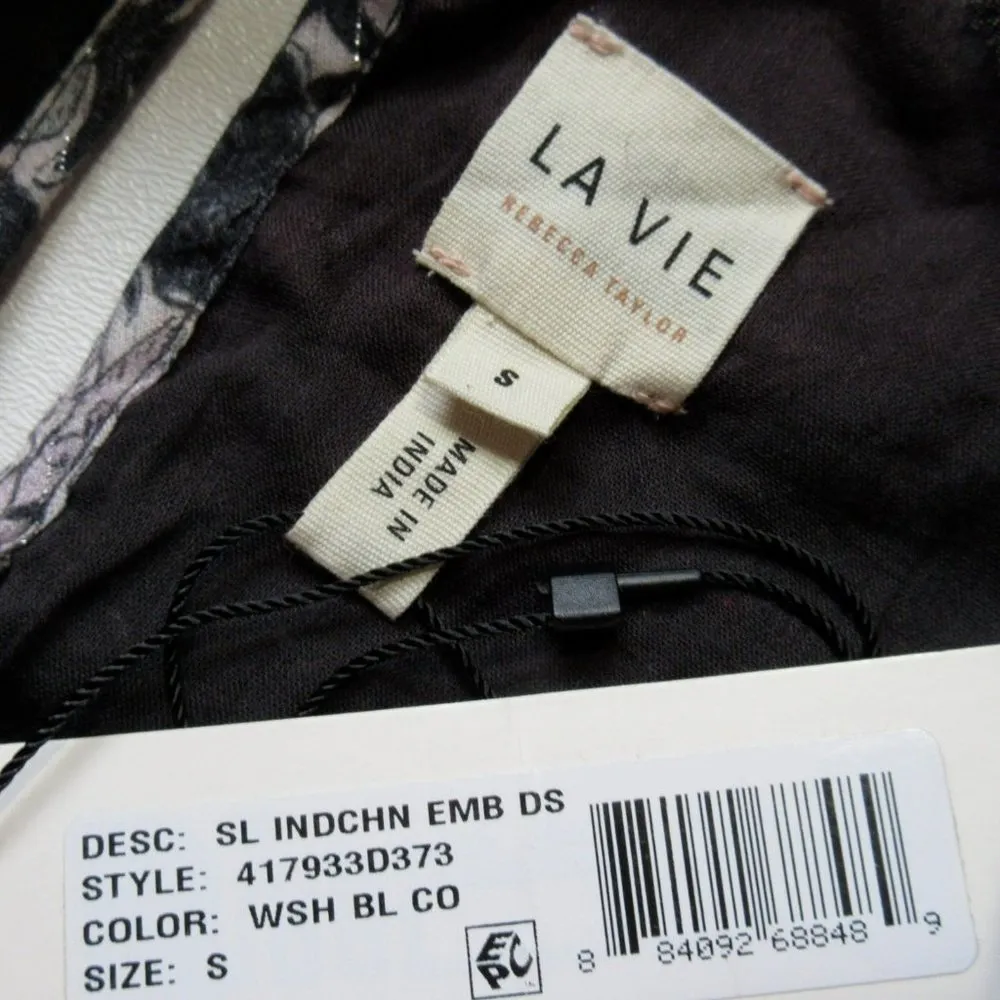 LA VIE
REBECCA TAYLOR
S
MADE IN
INDIA
DESC: SL INDCHN EMB DS
STYLE: 417933D373
COLOR: WSH BL CO
SIZE: S
EPC
8 84092 68848 9